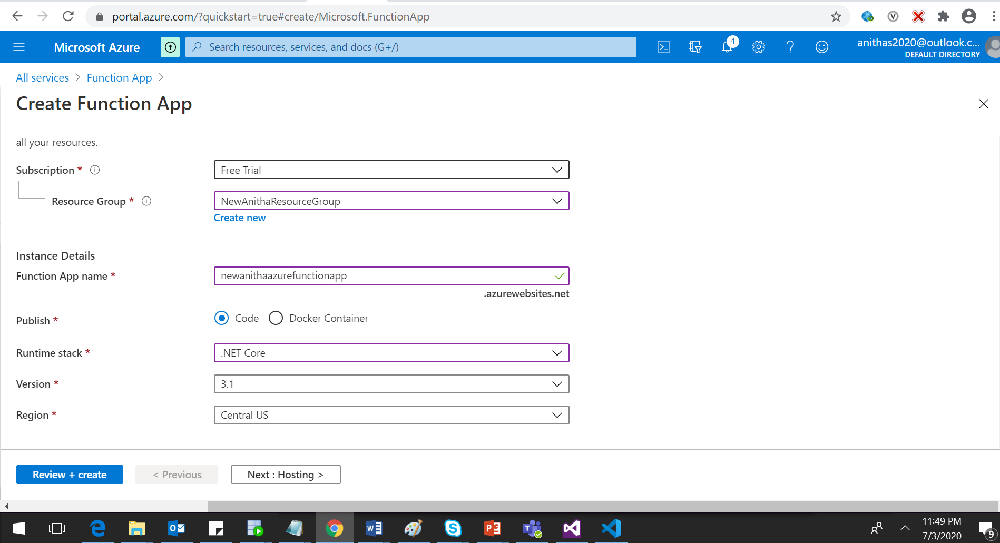 portal.azure.com/?quickstart=true#create/Microsoft.FunctionApp
Microsoft Azure
Search resources, services, and docs (G+/)
4
anithas2020@outlook.c...
DEFAULT DIRECTORY
All services > Function App >
Create Function App
all your resources.
Subscription *
Free Trial
Resource Group *
NewAnithaResourceGroup
Create new
Instance Details
Function App name *
newanithaazurefunctionapp
.azurewebsites.net
Publish *
Code
Docker Container
Runtime stack *
.NET Core
Version *
3.1
Region *
Central US
Review + create
< Previous
Next : Hosting >
11:49 PM
7/3/2020
9